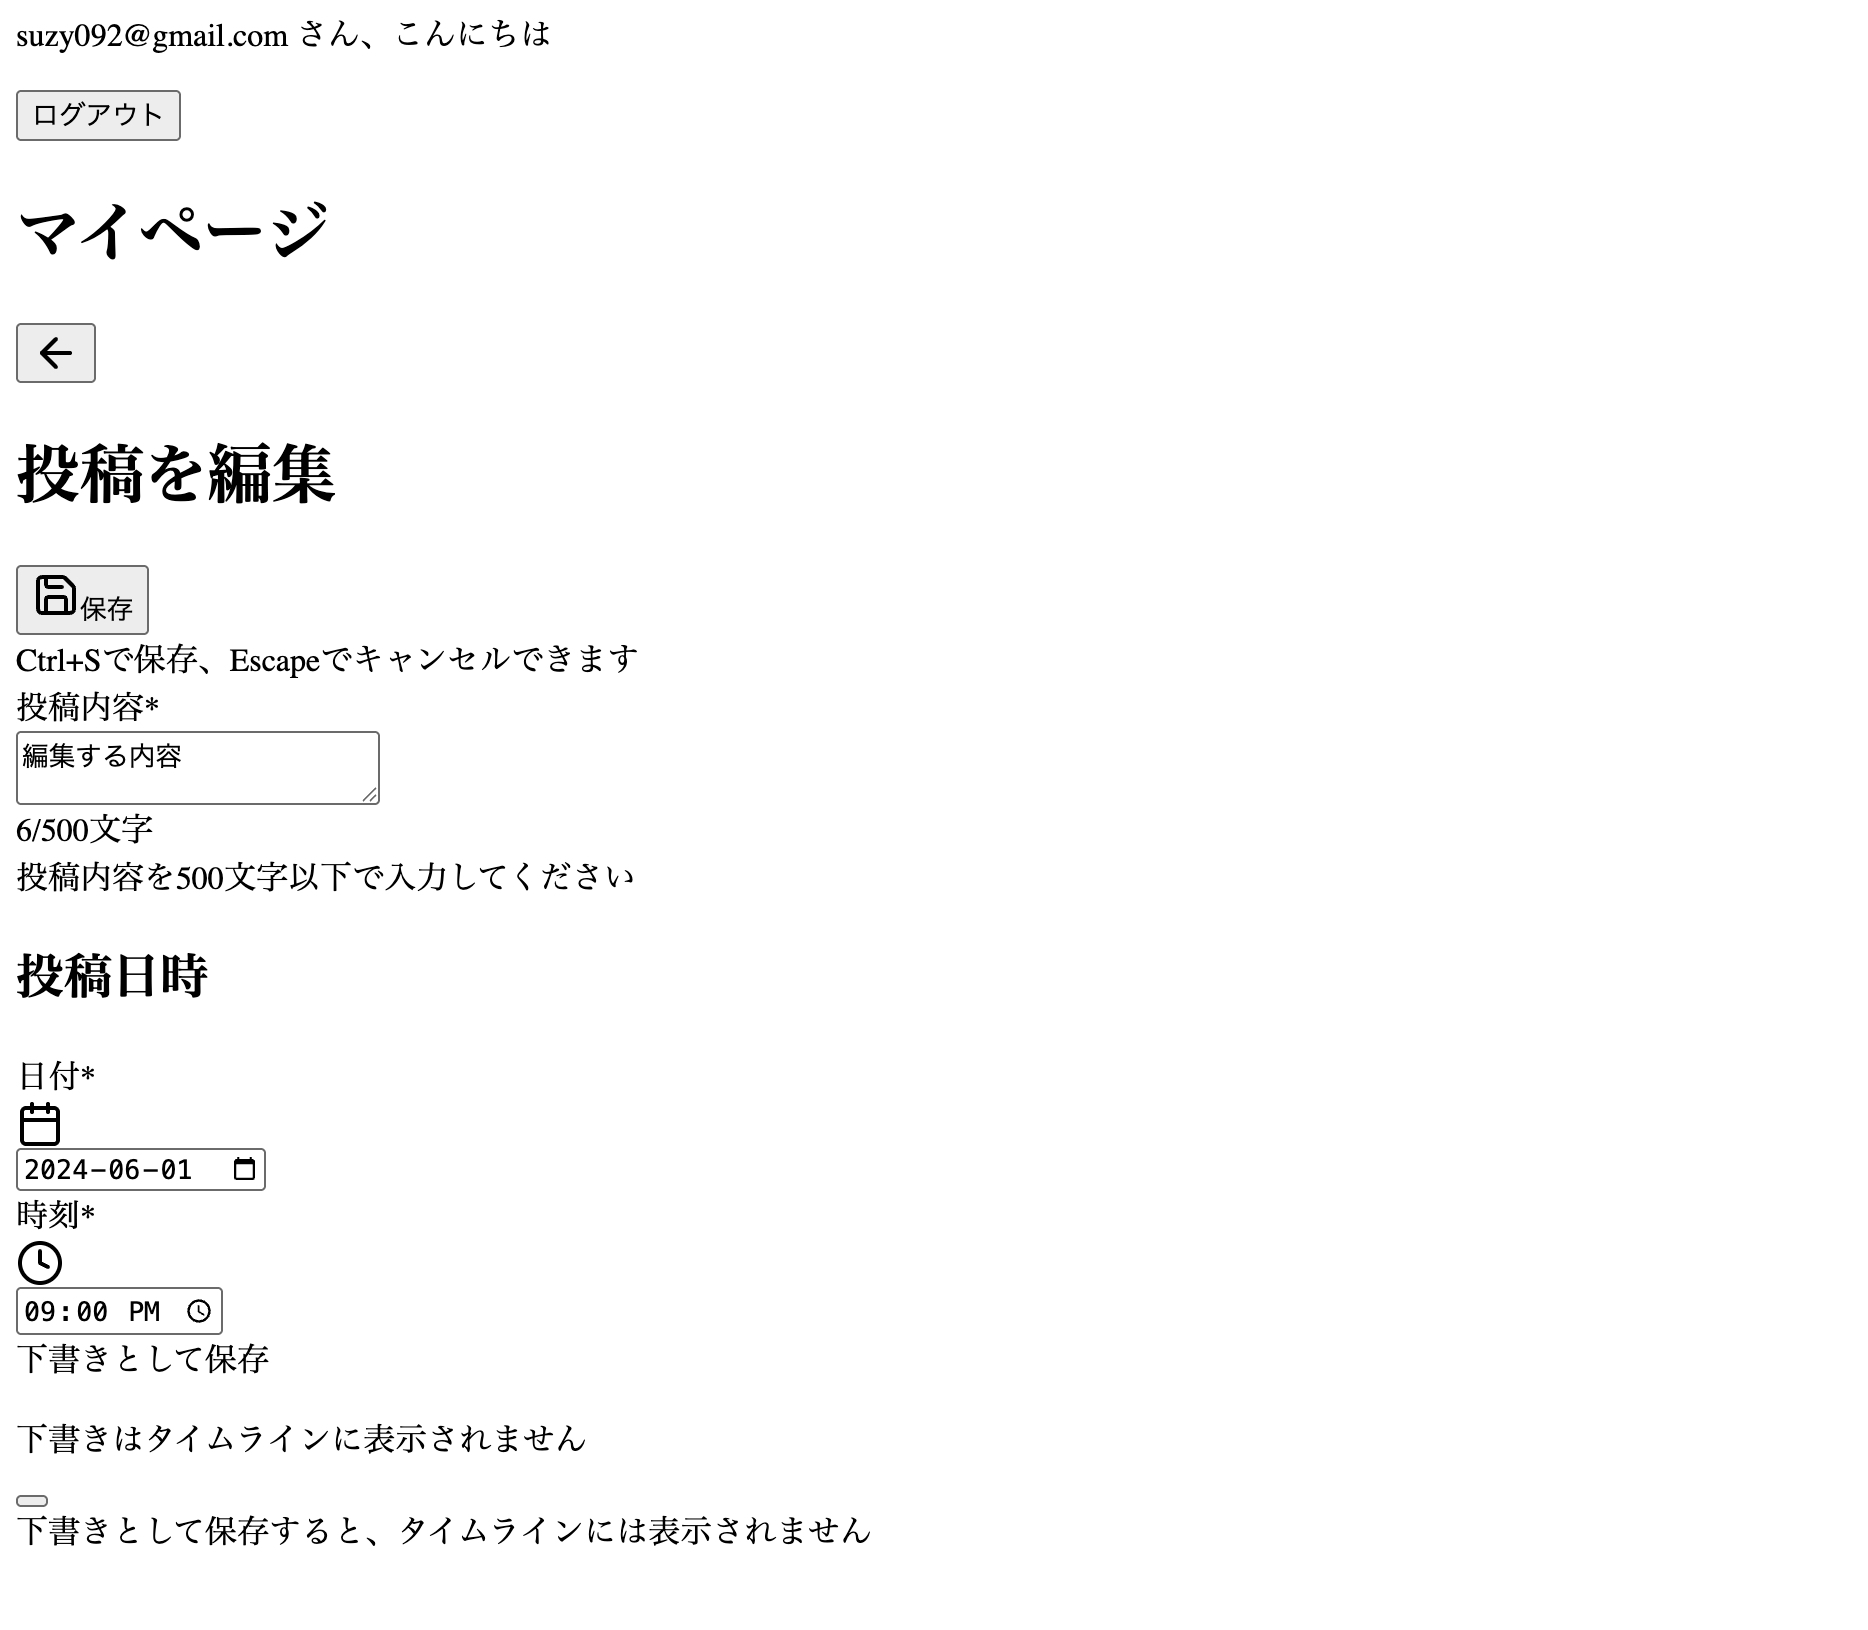 suzy092@gmail.com さん、こんにちは
ログアウト
マイページ
投稿を編集
保存
Ctrl+Sで保存、Escapeでキャンセルできます
投稿内容*
編集する内容
6/500文字
投稿内容を500文字以下で入力してください
投稿日時
日付*
2024-06-01
時刻*
09:00 PM
下書きとして保存
下書きはタイムラインに表示されません
下書きとして保存すると、タイムラインには表示されません